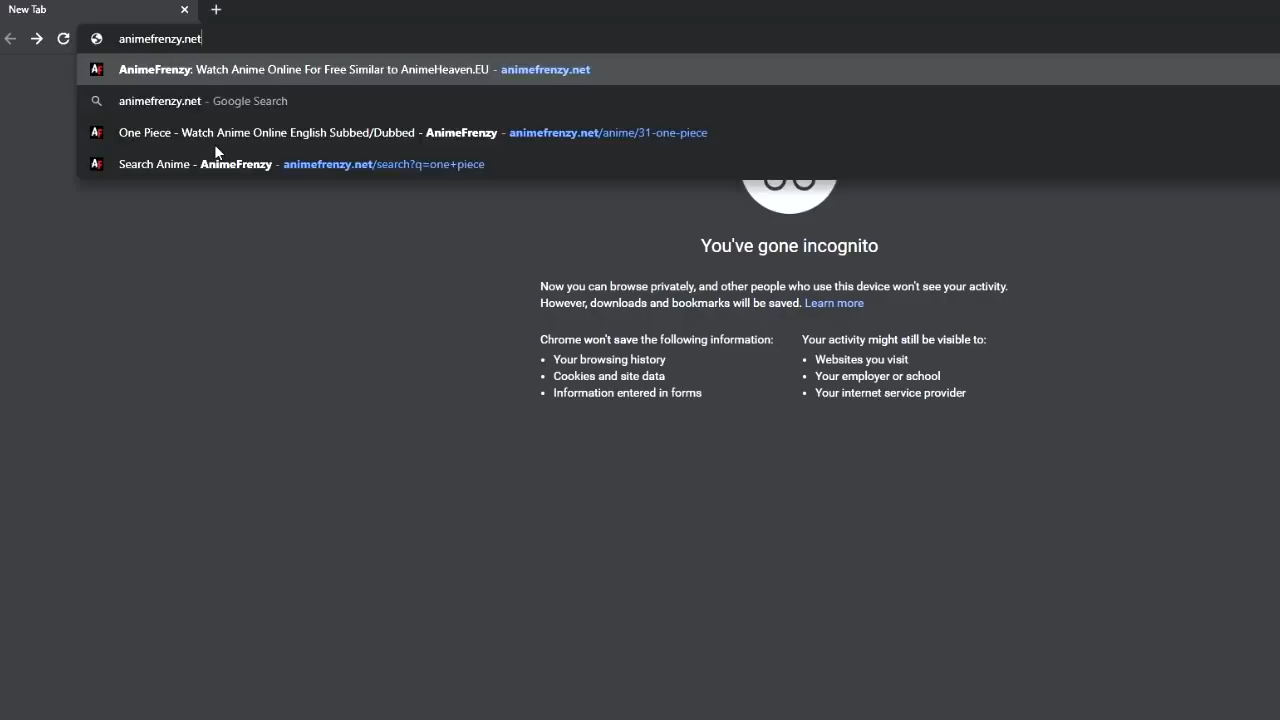 New Tab
animefrenzy.net
AnimeFrenzy: Watch Anime Online For Free Similar to AnimeHeaven.EU - animefrenzy.net
animefrenzy.net - Google Search
One Piece - Watch Anime Online English Subbed/Dubbed - AnimeFrenzy - animefrenzy.net/anime/31-one-piece
Search Anime - AnimeFrenzy - animefrenzy.net/search?q=one+piece
You've gone incognito
Now you can browse privately, and other people who use this device won't see your activity.
However, downloads and bookmarks will be saved. Learn more
Chrome won't save the following information:
• Your browsing history
• Cookies and site data
• Information entered in forms
Your activity might still be visible to:
• Websites you visit
• Your employer or school
• Your internet service provider